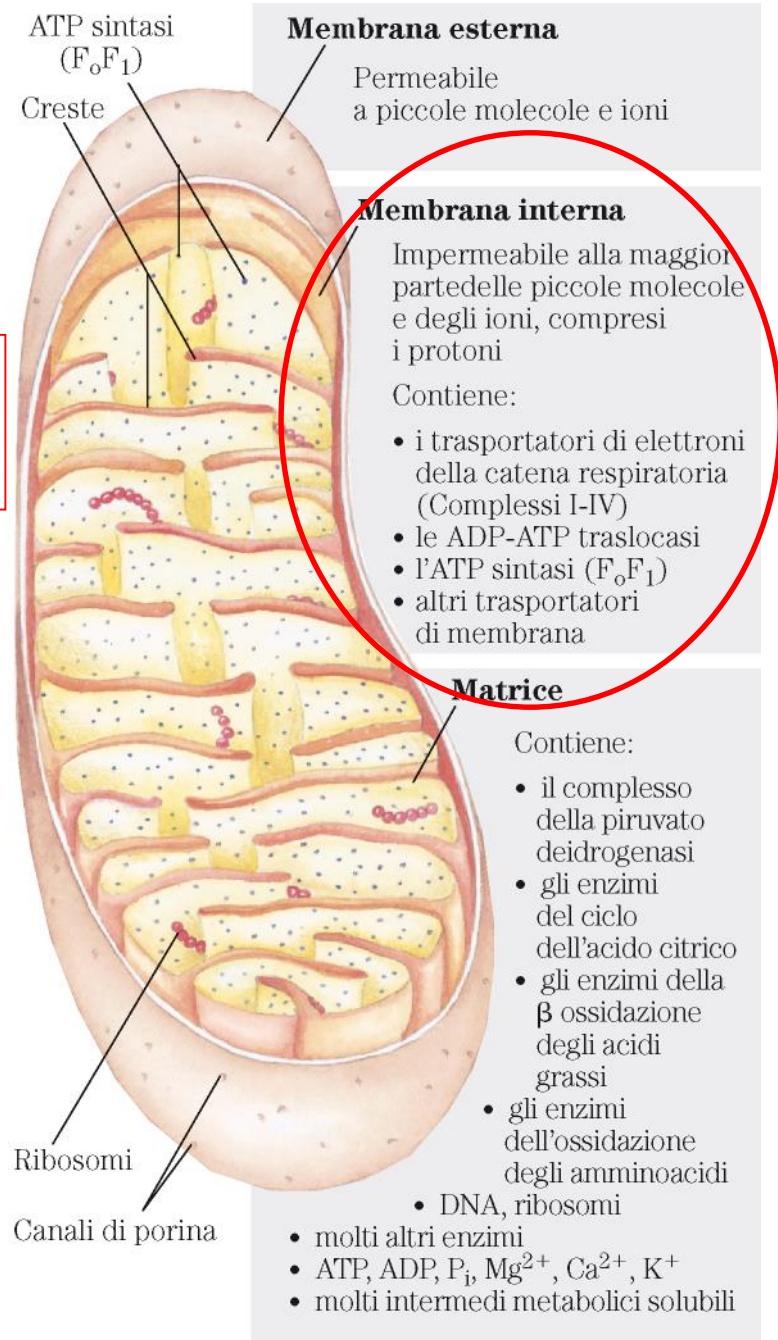 ATP sintasi
(FoF1)
Creste
Membrana esterna
Permeabile
a piccole molecole e ioni
Membrana interna
Impermeabile alla maggior
partedelle piccole molecole
e degli ioni, compresi
i protoni
Contiene:
• i trasportatori di elettroni
della catena respiratoria
(Complessi I-IV)
• le ADP-ATP traslocasi
• l'ATP sintasi (FoF1)
• altri trasportatori
di membrana
Matrice
Contiene:
• il complesso
della piruvato
deidrogenasi
• gli enzimi
del ciclo
dell'acido citrico
• gli enzimi della
β ossidazione
degli acidi
grassi
• gli enzimi
dell'ossidazione
degli amminoacidi
• DNA, ribosomi
• molti altri enzimi
• ATP, ADP, Pi, Mg2+, Ca2+, K+
• molti intermedi metabolici solubili
Ribosomi
Canali di porina